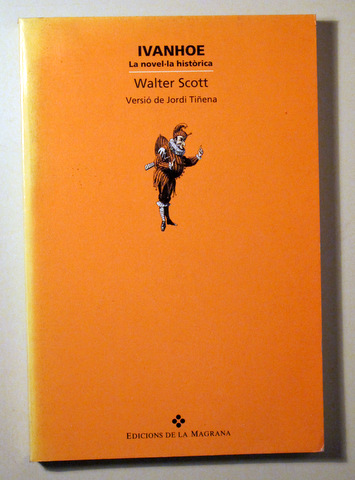 IVANHOE
La novel·la històrica
Walter Scott
Versió de Jordi Tiñena
EDICIONS DE LA MAGRANA